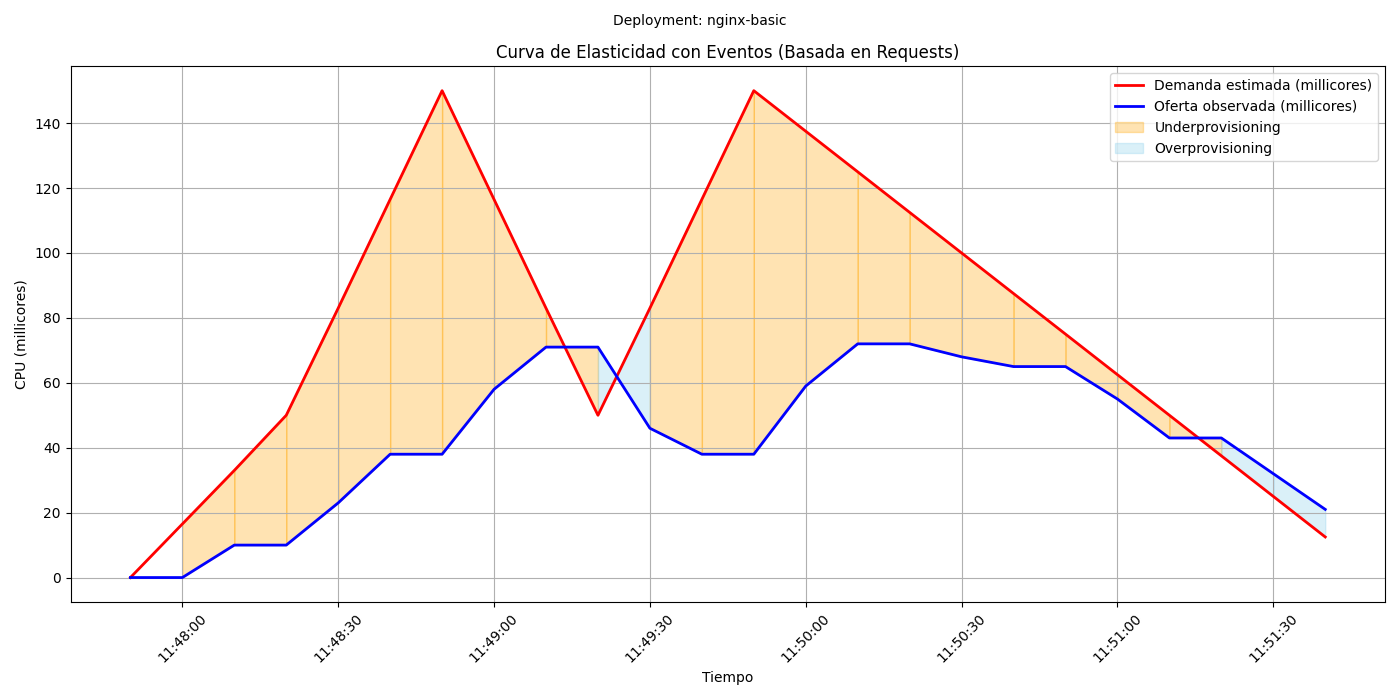 Deployment: nginx-basic
Curva de Elasticidad con Eventos (Basada en Requests)
Demanda estimada (millicores)
Oferta observada (millicores)
Underprovisioning
Overprovisioning
CPU (millicores)
140
120
100
80
60
40
20
0
11:48:00
11:48:30
11:49:00
11:49:30
11:50:00
11:50:30
11:51:00
11:51:30
Tiempo